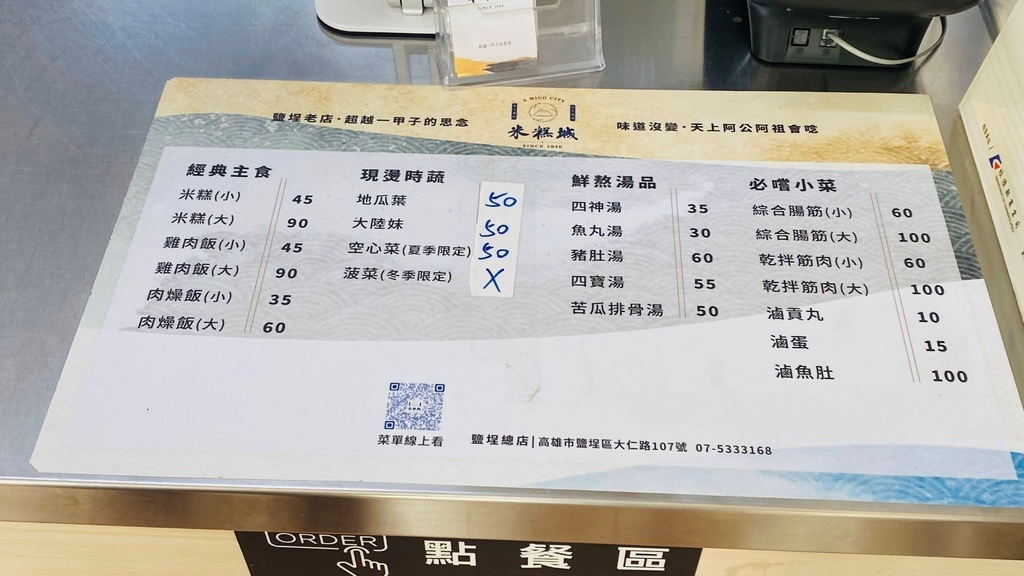 A MIGO CITY
米糕城
SINCE 1946
鹽埕老店·超越一甲子的思念
味道沒變·天上阿公阿祖會唸
經典主食
米糕(小) 45
米糕(大) 90
雞肉飯(小) 45
雞肉飯(大) 90
肉燥飯(小) 35
肉燥飯(大) 60
現燙時蔬
地瓜葉 50
大陸妹 50
空心菜(夏季限定) 50
菠菜(冬季限定) X
鮮熬湯品
四神湯 35
魚丸湯 30
豬肚湯 60
四寶湯 55
苦瓜排骨湯 50
必嚐小菜
綜合腸筋(小) 60
綜合腸筋(大) 100
乾拌筋肉(小) 60
乾拌筋肉(大) 100
滷貢丸 10
滷蛋 15
滷魚肚 100
菜單線上看
鹽埕總店|高雄市鹽埕區大仁路107號 07-5333168
ORDER
點餐區